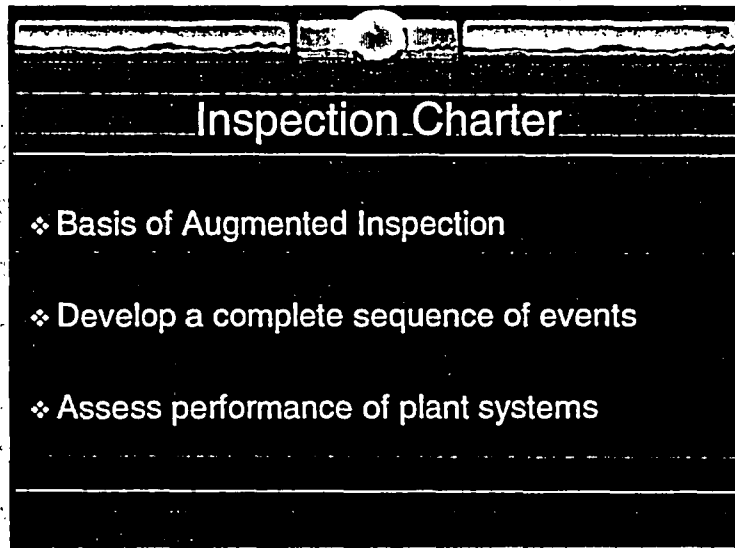 Inspection Charter
❖ Basis of Augmented Inspection
❖ Develop a complete sequence of events
❖ Assess performance of plant systems